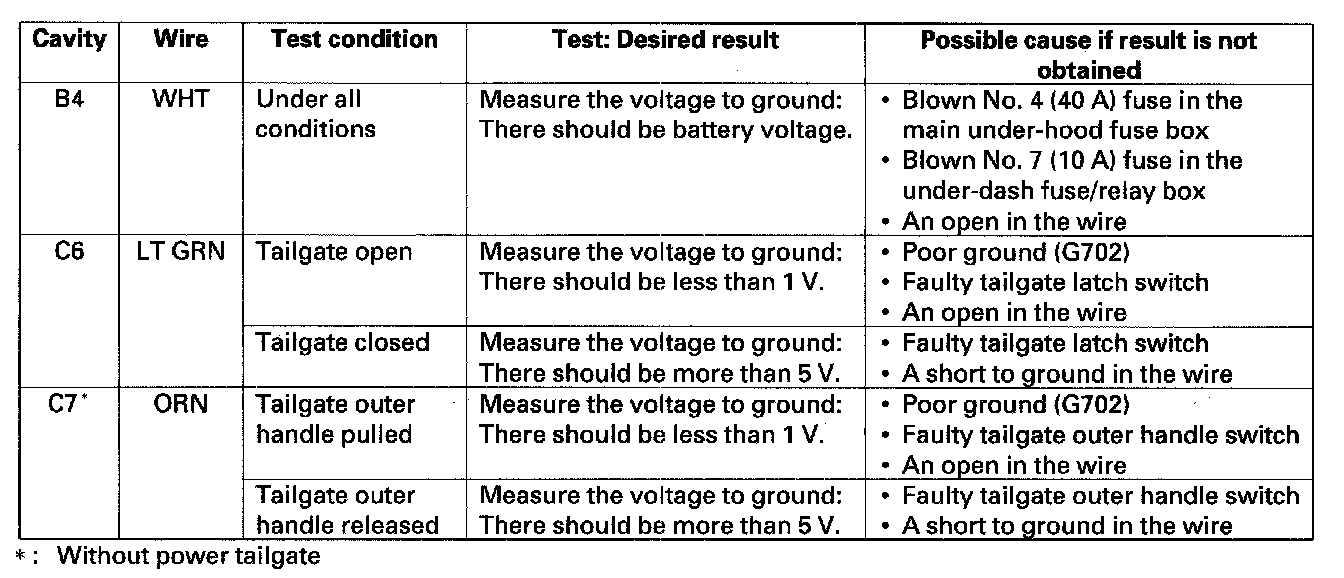 Cavity Wire Test condition Test: Desired result Possible cause if result is not
obtained
B4 WHT Under all Measure the voltage to ground: • Blown No. 4 (40 A) fuse in the
conditions There should be battery voltage. main under-hood fuse box
• Blown No. 7 (10 A) fuse in the
under-dash fuse/relay box
• An open in the wire
C6 LT GRN Tailgate open Measure the voltage to ground: • Poor ground (G702)
There should be less than 1 V. • Faulty tailgate latch switch
• An open in the wire
Tailgate closed Measure the voltage to ground: • Faulty tailgate latch switch
There should be more than 5 V. • A short to ground in the wire
C7* ORN Tailgate outer Measure the voltage to ground: • Poor ground (G702)
handle pulled There should be less than 1 V. • Faulty tailgate outer handle switch
• An open in the wire
Tailgate outer Measure the voltage to ground: • Faulty tailgate outer handle switch
handle released There should be more than 5 V. • A short to ground in the wire
* : Without power tailgate